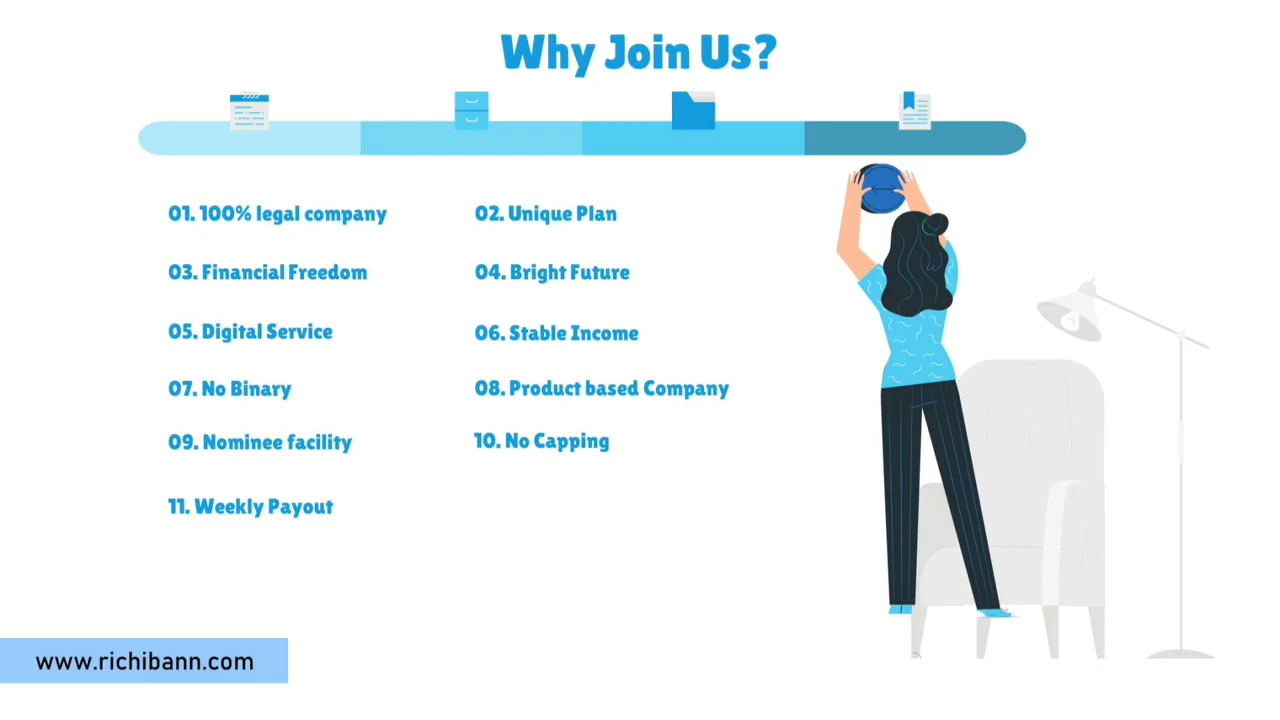 Why Join Us?
01. 100% legal company
02. Unique Plan
03. Financial Freedom
04. Bright Future
05. Digital Service
06. Stable Income
07. No Binary
08. Product based Company
09. Nominee facility
10. No Capping
11. Weekly Payout
www.richibann.com